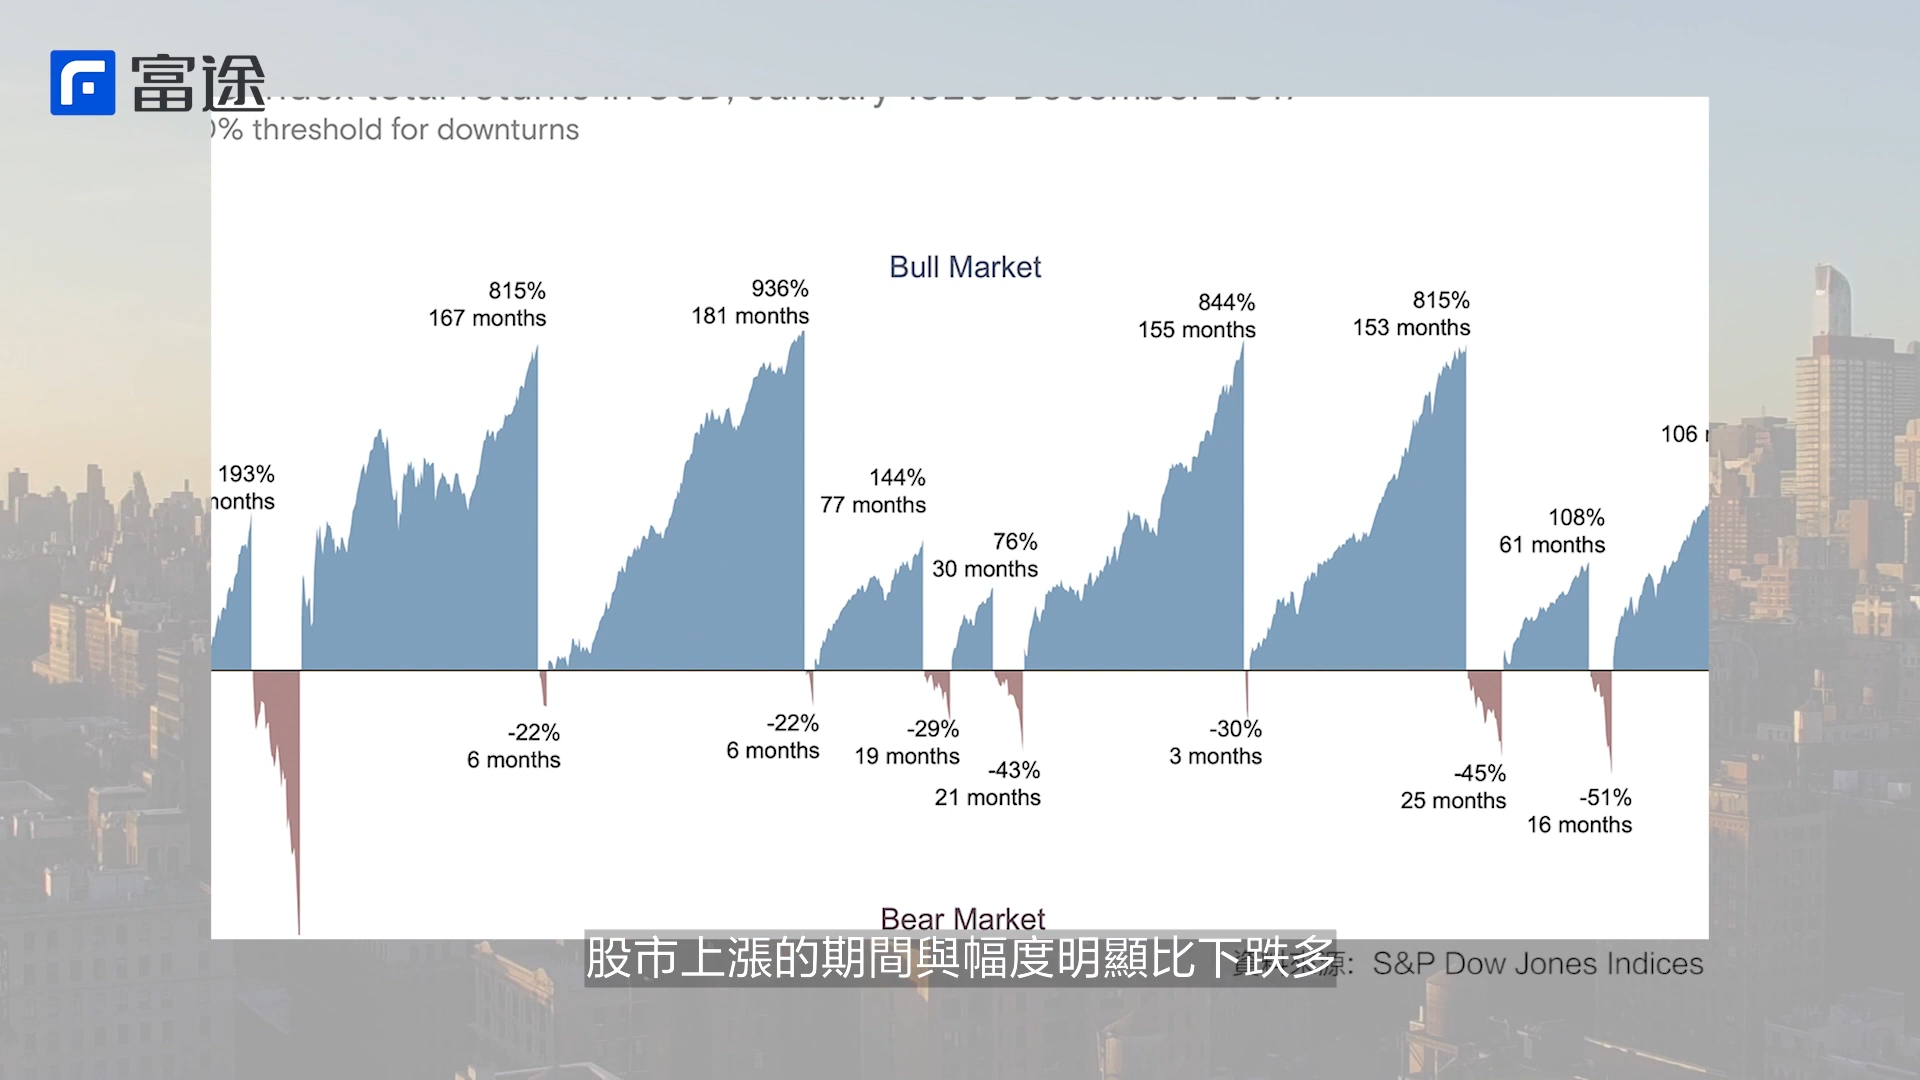 富途
% threshold for downturns
Bull Market
815%
167 months
936%
181 months
844%
155 months
815%
153 months
193%
144%
77 months
76%
30 months
108%
61 months
106
-22%
6 months
-22%
6 months
-29%
19 months
-43%
21 months
-30%
3 months
-45%
25 months
-51%
16 months
Bear Market
股市上漲的期間與幅度明顯比下跌多
S&P Dow Jones Indices